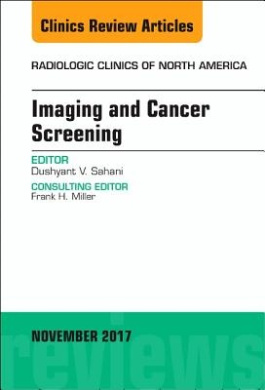 Clinics Review Articles
RADIOLOGIC CLINICS OF NORTH AMERICA
Imaging and Cancer
Screening
EDITOR
Dushyant V. Sahani
CONSULTING EDITOR
Frank H. Miller
NOVEMBER 2017
reviews